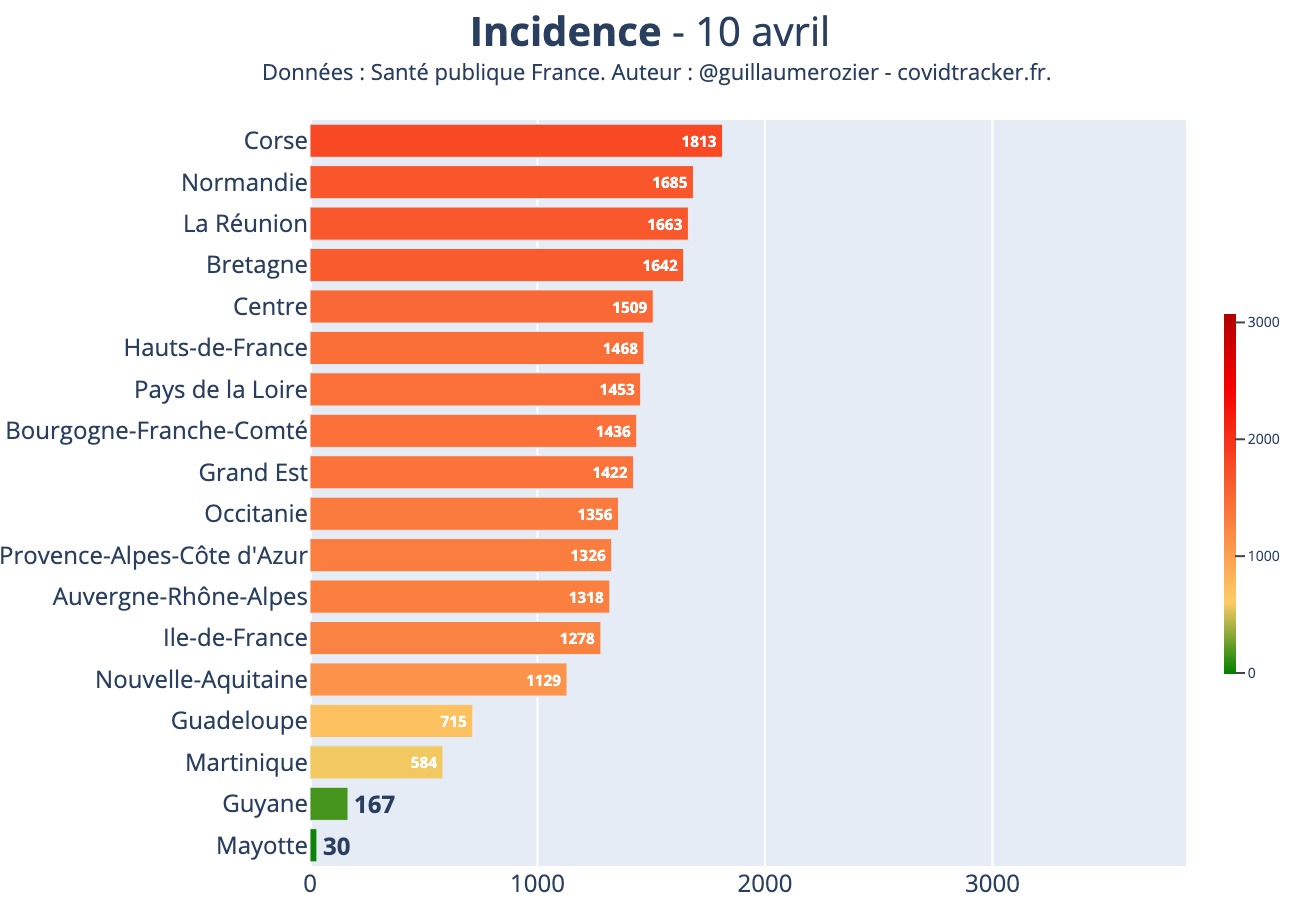 Incidence - 10 avril
Données : Santé publique France. Auteur : @guillaumerozier - covidtracker.fr.
Corse 1813
Normandie 1685
La Réunion 1663
Bretagne 1642
Centre 1509
Hauts-de-France 1468
Pays de la Loire 1453
Bourgogne-Franche-Comté 1436
Grand Est 1422
Occitanie 1356
Provence-Alpes-Côte d'Azur 1326
Auvergne-Rhône-Alpes 1318
Ile-de-France 1278
Nouvelle-Aquitaine 1129
Guadeloupe 715
Martinique 584
Guyane 167
Mayotte 30
0 1000 2000 3000
3000
2000
1000
0